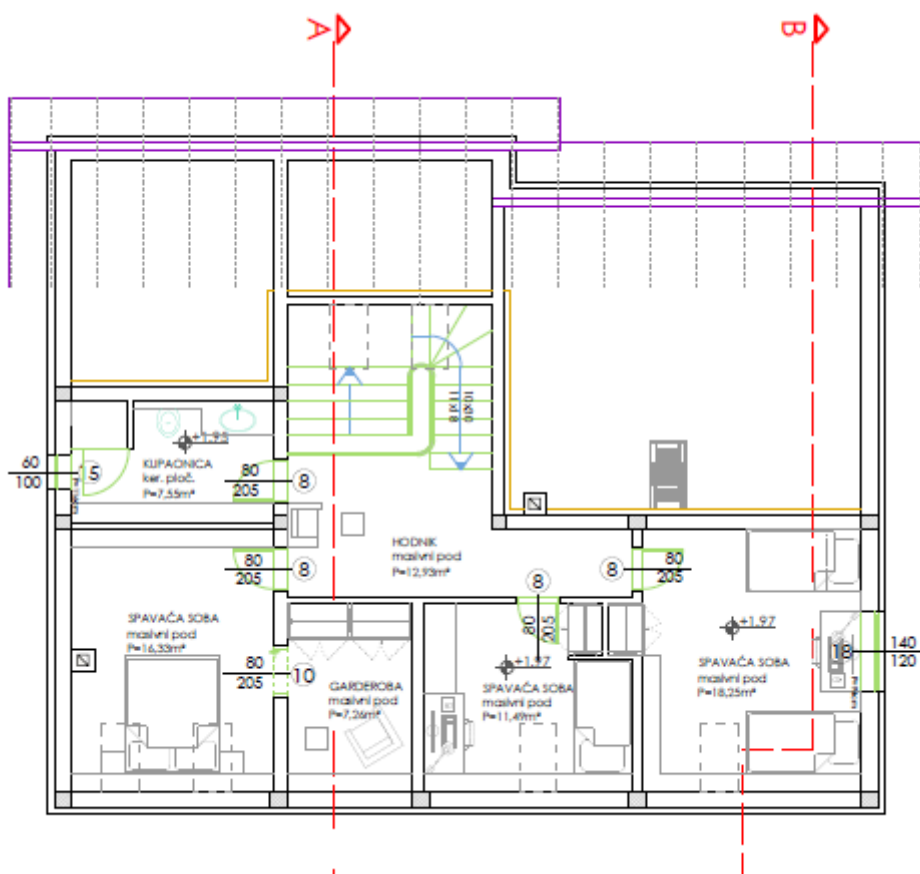 A
B
10X10
11X18
+1.95
60
100
15
KUPAONICA
ker. ploč.
P=7,55m²
80
205
8
HODNIK
masivni pod
P=12,93m²
80
205
8
8
80
205
8
80
205
SPAVAĆA SOBA
masivni pod
P=16,33m²
+1.97
SPAVAĆA SOBA
masivni pod
P=18,25m²
18
140
120
80
205
10
GARDEROBA
masivni pod
P=7,26m²
+1.97
SPAVAĆA SOBA
masivni pod
P=11,49m²